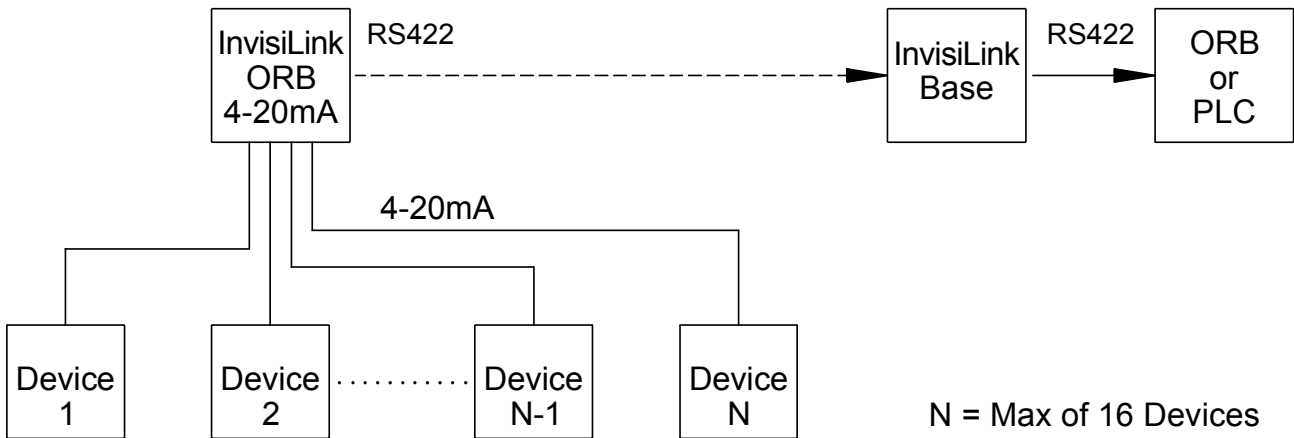 InvisiLink
ORB
4-20mA
RS422
InvisiLink
Base
RS422
ORB
or
PLC
4-20mA
Device
1
Device
2
Device
N-1
Device
N
N = Max of 16 Devices